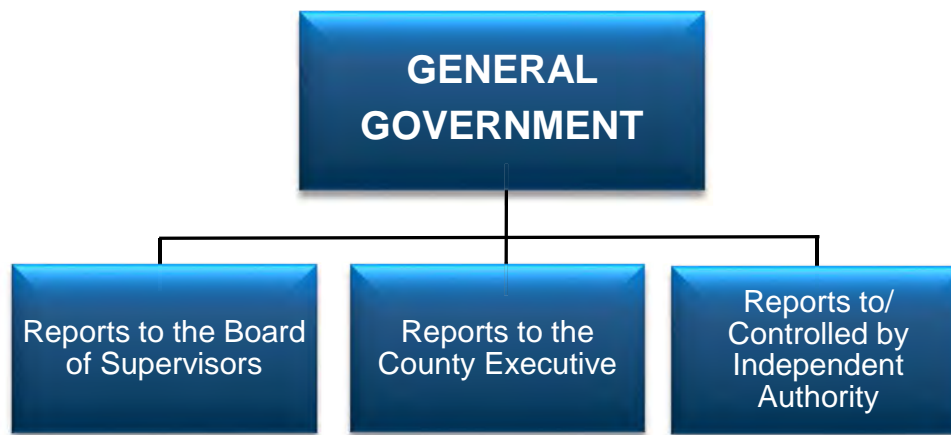 GENERAL
GOVERNMENT
Reports to the Board
of Supervisors
Reports to the
County Executive
Reports to/
Controlled by
Independent
Authority